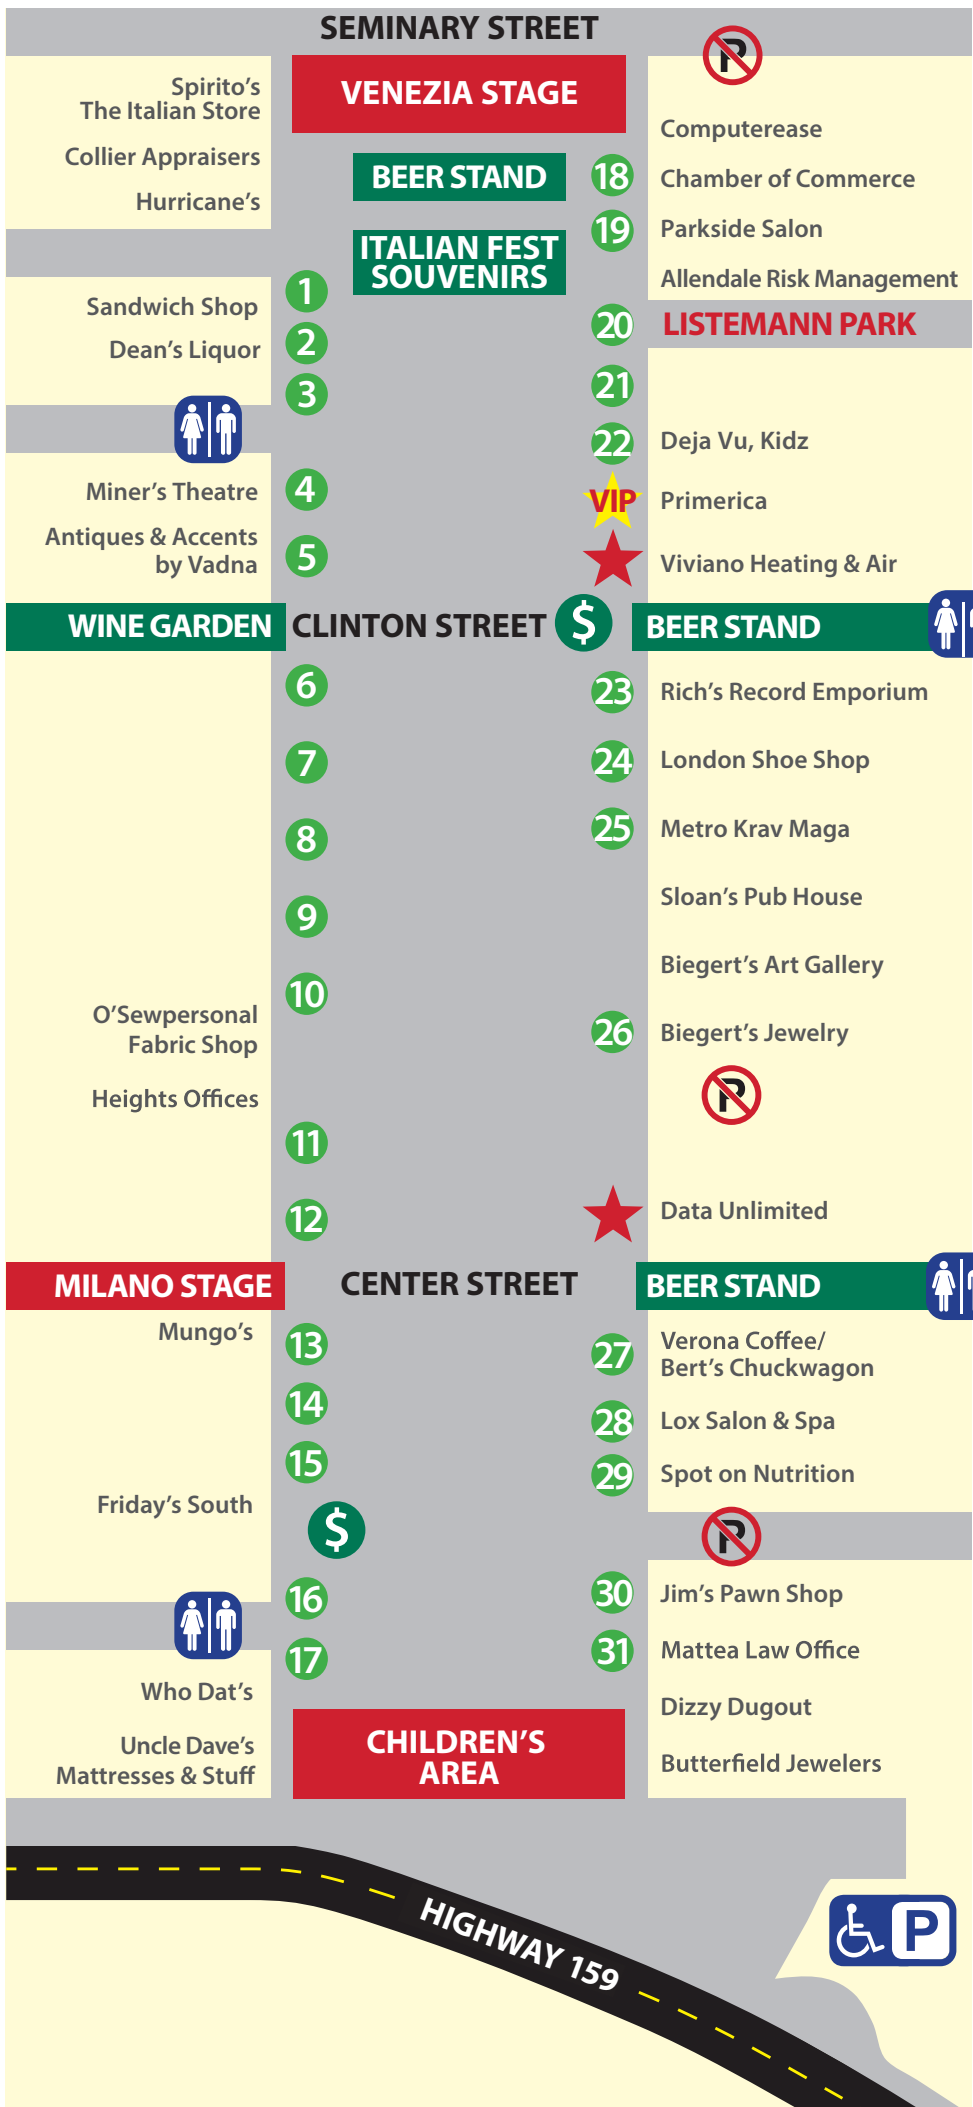 SEMINARY STREET
VENEZIA STAGE
Spirito’s
The Italian Store
Collier Appraisers
Hurricane’s
P
Computerease
BEER STAND
18
Chamber of Commerce
19
Parkside Salon
ITALIAN FEST
SOUVENIRS
Allendale Risk Management
1
Sandwich Shop
20
LISTEMANN PARK
2
Dean’s Liquor
3
21
22
Deja Vu, Kidz
Miner’s Theatre
4
VIP
Primerica
Antiques & Accents
by Vadna
5
Viviano Heating & Air
WINE GARDEN
CLINTON STREET
$
BEER STAND
6
23
Rich’s Record Emporium
7
24
London Shoe Shop
8
25
Metro Krav Maga
9
Sloan’s Pub House
Biegert’s Art Gallery
10
O’Sewpersonal
Fabric Shop
26
Biegert’s Jewelry
Heights Offices
P
11
12
Data Unlimited
MILANO STAGE
CENTER STREET
BEER STAND
Mungo’s
13
27
Verona Coffee/
Bert’s Chuckwagon
14
28
Lox Salon & Spa
15
29
Spot on Nutrition
Friday’s South
$
P
16
30
Jim’s Pawn Shop
17
31
Mattea Law Office
Who Dat’s
Dizzy Dugout
Uncle Dave’s
Mattresses & Stuff
CHILDREN’S
AREA
Butterfield Jewelers
HIGHWAY 159
P